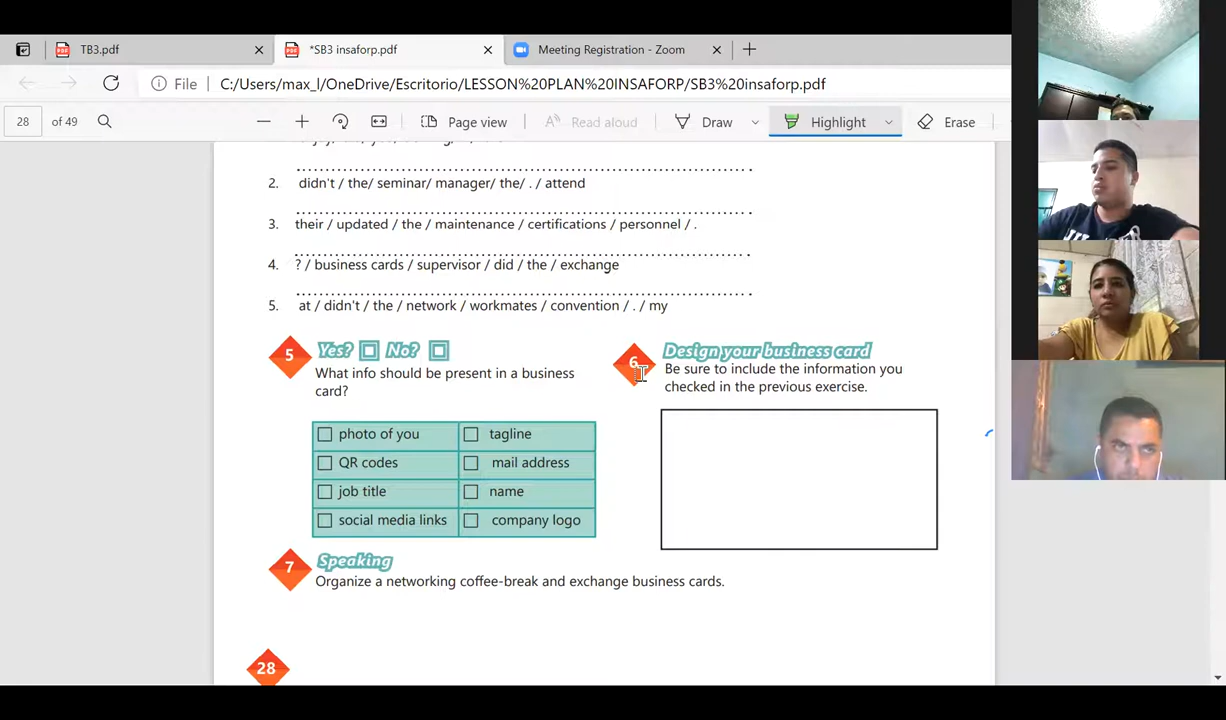 TB3.pdf
*SB3 insaforp.pdf
Meeting Registration - Zoom
File
C:/Users/max_l/OneDrive/Escritorio/LESSON%20PLAN%20INSAFORP/SB3%20insaforp.pdf
28 of 49
Page view
Read aloud
Draw
Highlight
Erase
2. didn't / the/ seminar/ manager/ the/ . / attend
3. their / updated / the / maintenance / certifications / personnel / .
4. ? / business cards / supervisor / did / the / exchange
5. at / didn't / the / network / workmates / convention / . / my
5 Yes? No?
What info should be present in a business
card?
photo of you
tagline
QR codes
mail address
job title
name
social media links
company logo
6 Design your business card
Be sure to include the information you
checked in the previous exercise.
7 Speaking
Organize a networking coffee-break and exchange business cards.
28